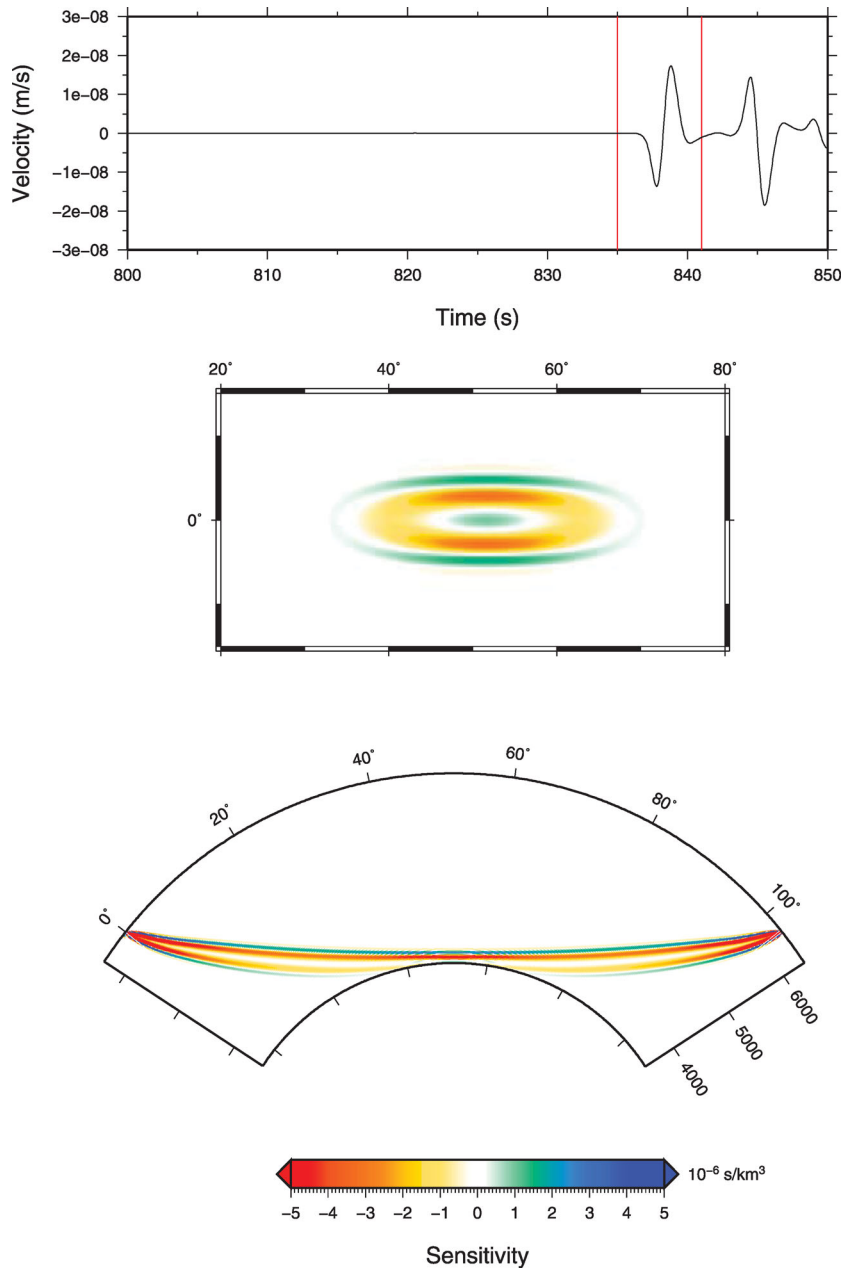 3e−08
2e−08
1e−08
0
−1e−08
−2e−08
−3e−08
Velocity (m/s)
800 810 820 830 840 850
Time (s)
20˚ 40˚ 60˚ 80˚
0˚
0˚ 20˚ 40˚ 60˚ 80˚ 100˚
6000
5000
4000
10⁻⁶ s/km³
−5 −4 −3 −2 −1 0 1 2 3 4 5
Sensitivity